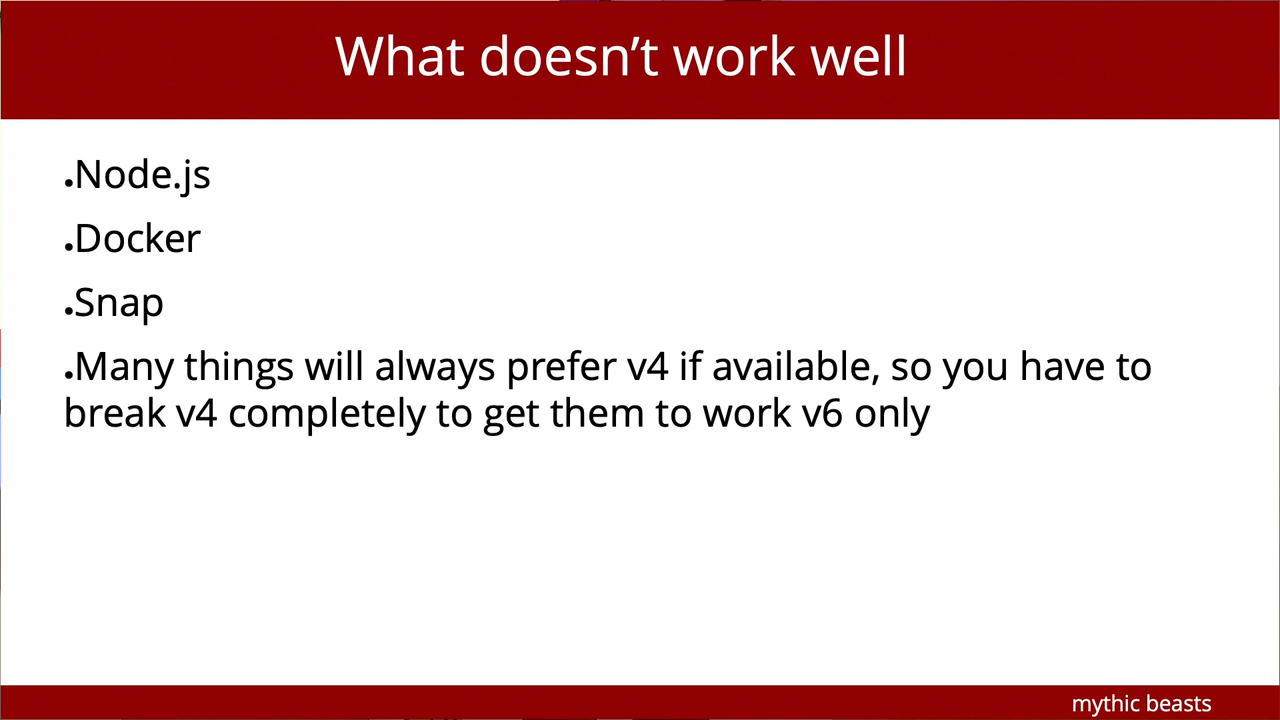 What doesn’t work well
●Node.js
●Docker
●Snap
●Many things will always prefer v4 if available, so you have to
break v4 completely to get them to work v6 only
mythic beasts